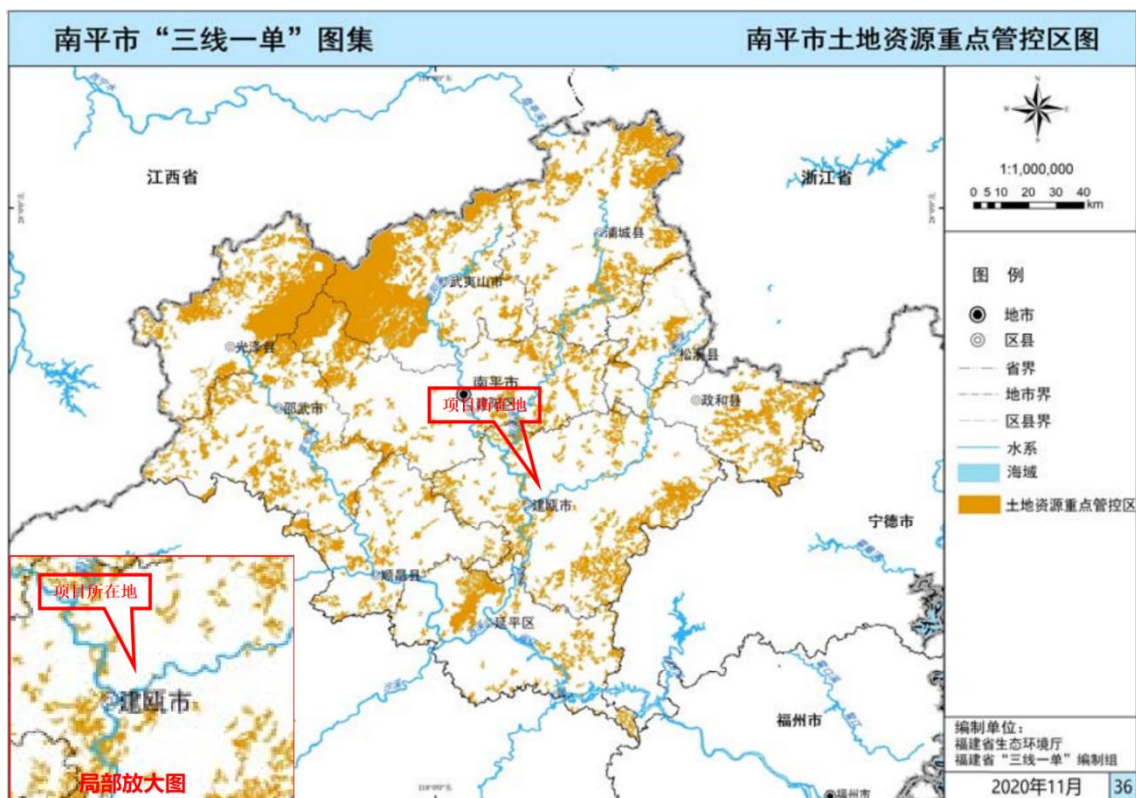 南平市“三线一单”图集
南平市土地资源重点管控区图
江西省
浙江省
浦城县
武夷山市
光泽县
松溪县
南平市
政和县
邵武市
项目所在地
建瓯市
宁德市
顺昌县
延平区
福州市
福州市
项目所在地
建瓯市
局部放大图
N
W
E
S
1:1,000,000
0 5 10 20 30 40
km
图 例
地市
区县
省界
地市界
区县界
水系
海域
土地资源重点管控区
编制单位：
福建省生态环境厅
福建省“三线一单”编制组
2020年11月
36